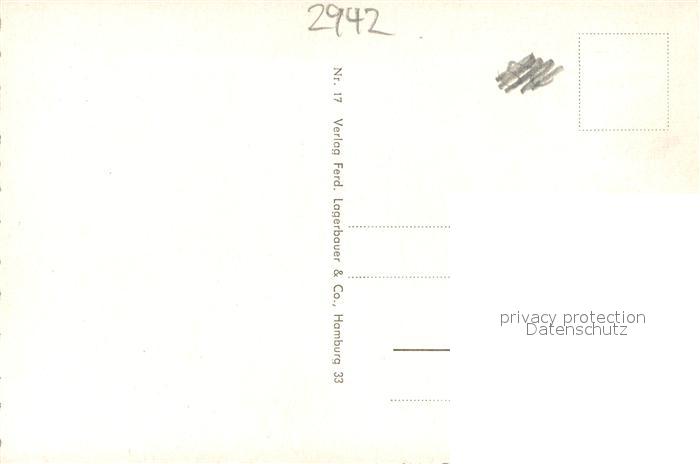 2942
Nr. 17 Verlag Ferd. Lagerbauer & Co., Hamburg 33
privacy protection
Datenschutz